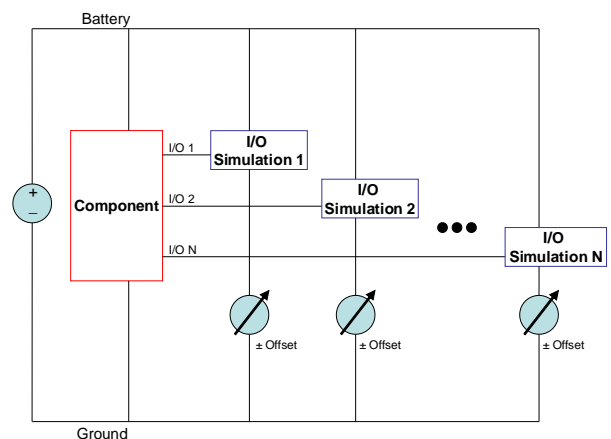 Battery
I/O 1
I/O
Simulation 1
+
–
Component
I/O 2
I/O
Simulation 2
I/O N
I/O
Simulation N
± Offset
± Offset
± Offset
Ground